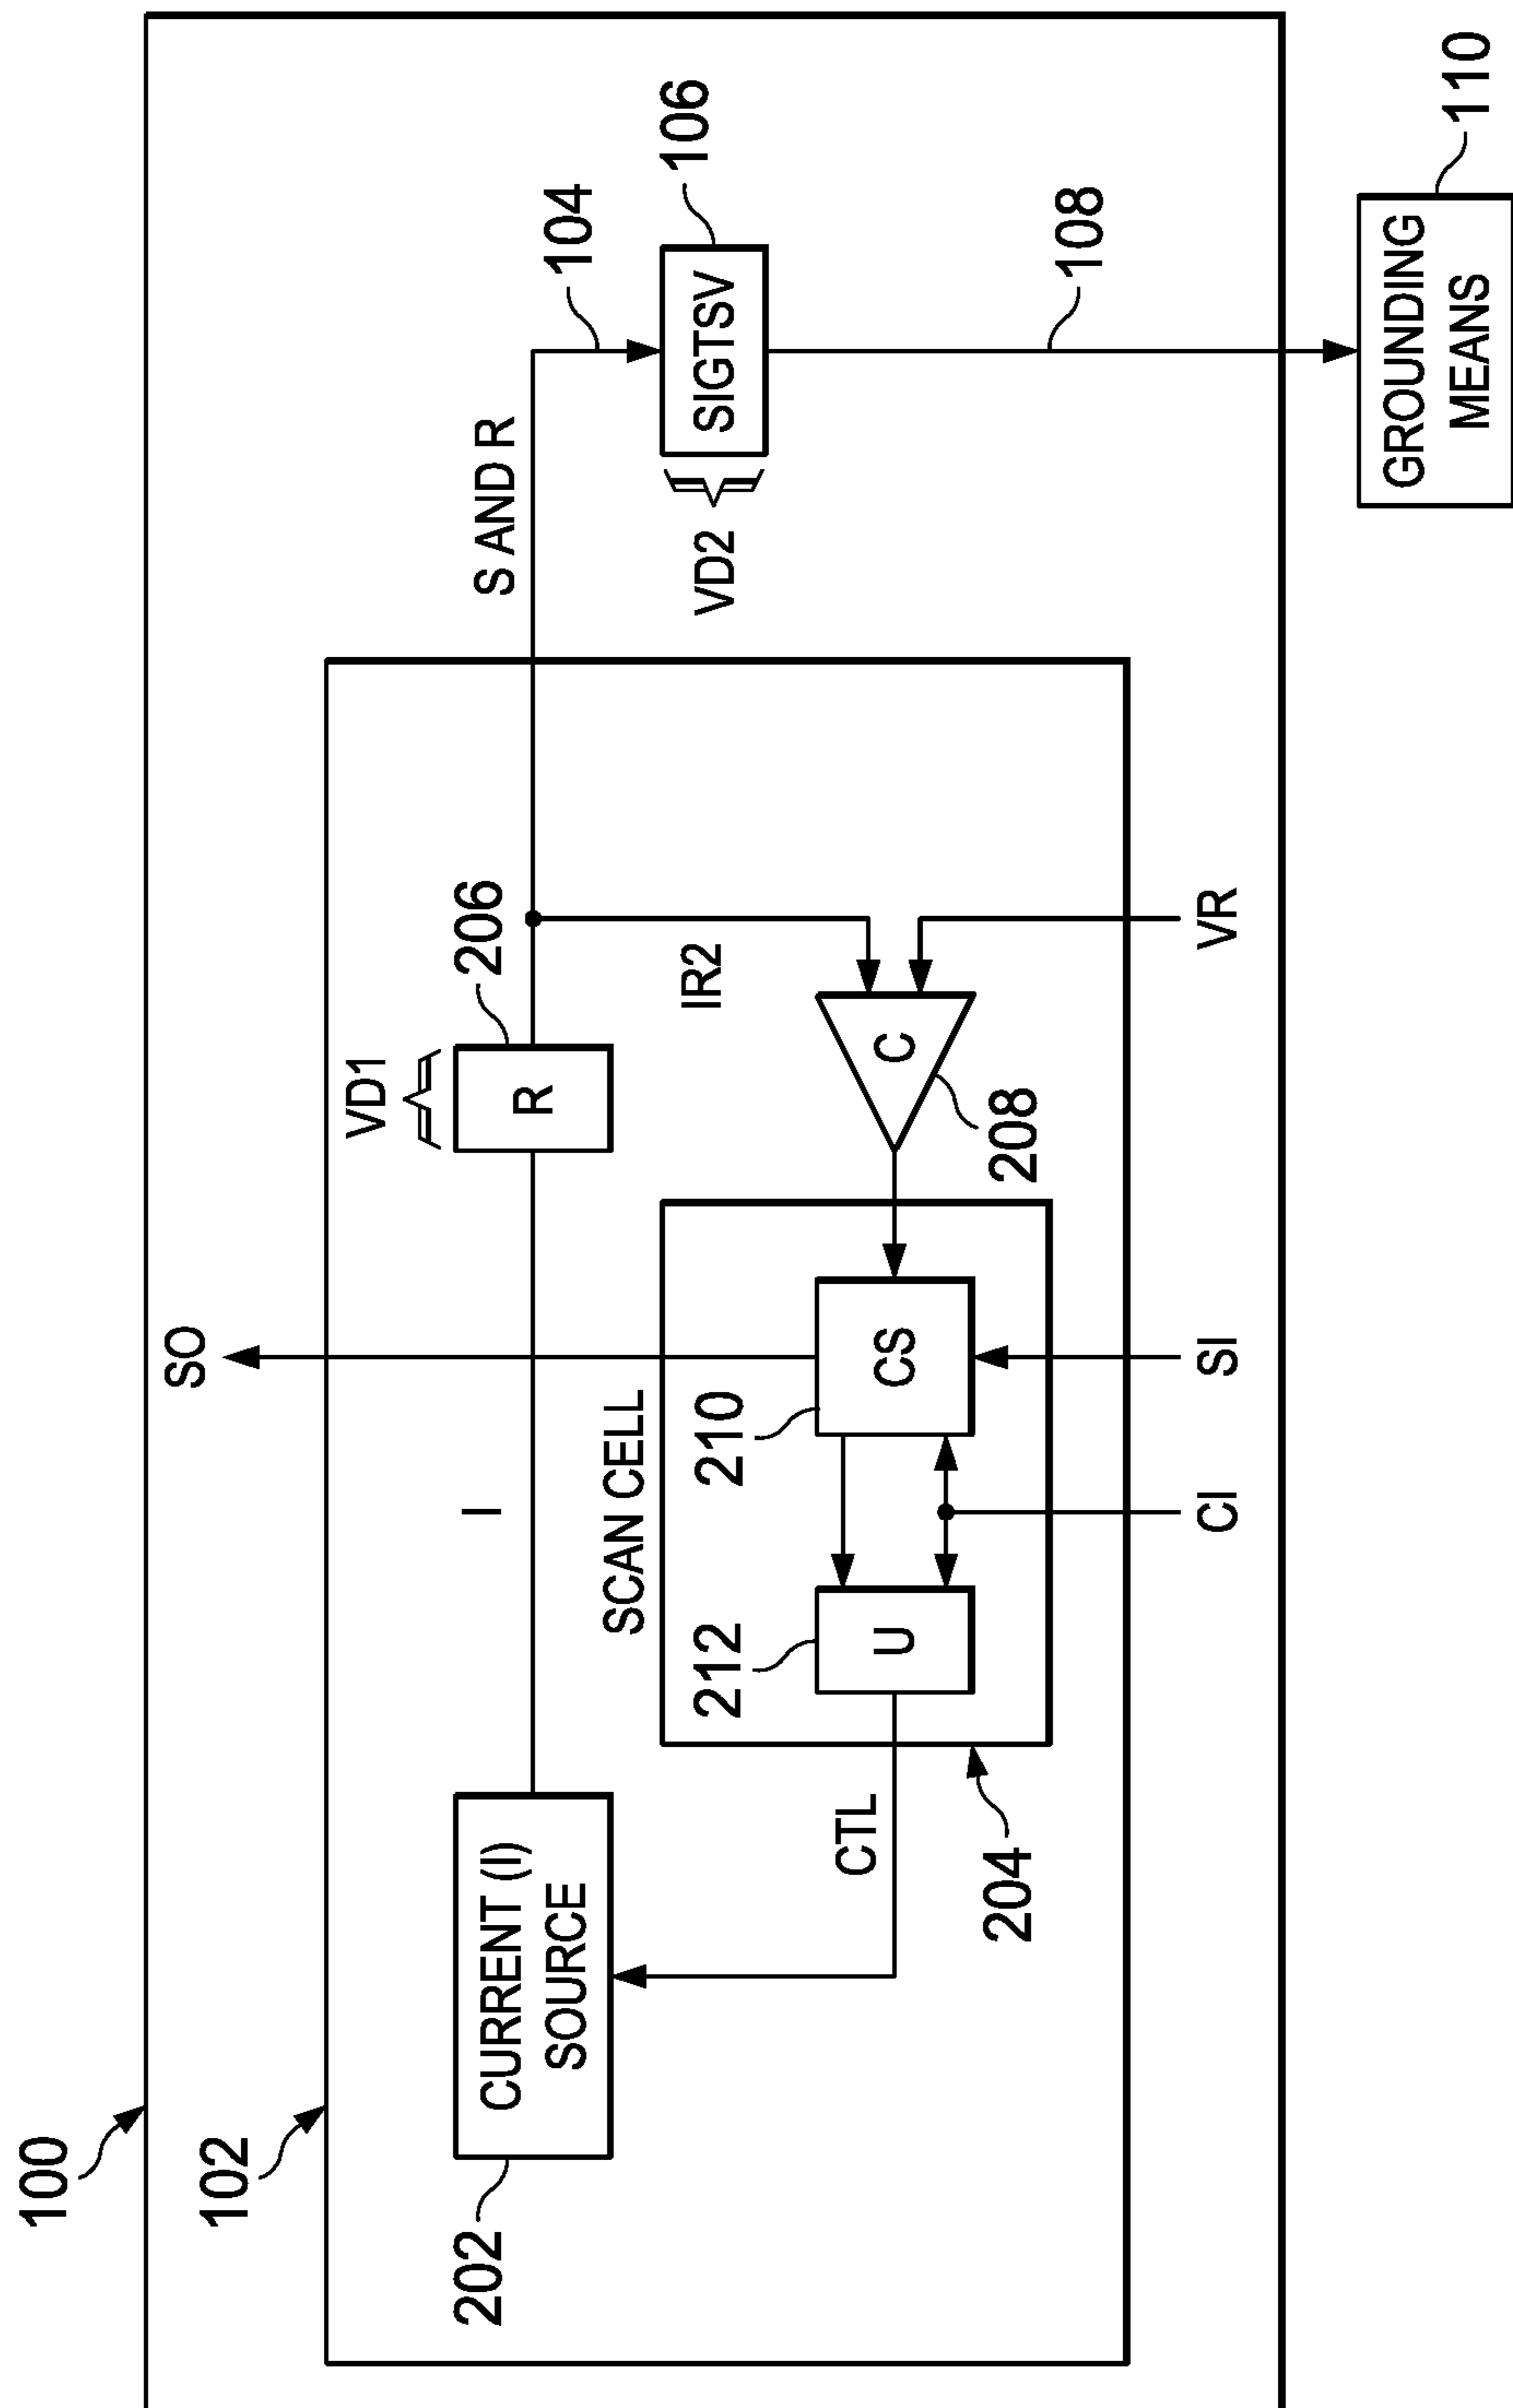 100
102
SO
VD1
206
R
I
S AND R
104
202
CURRENT (I)
SOURCE
SCAN CELL
210
212
IR2
VD2
SIGTSV
106
U
CS
C
CTL
204
208
108
CI
SI
VR
GROUNDING
MEANS
110